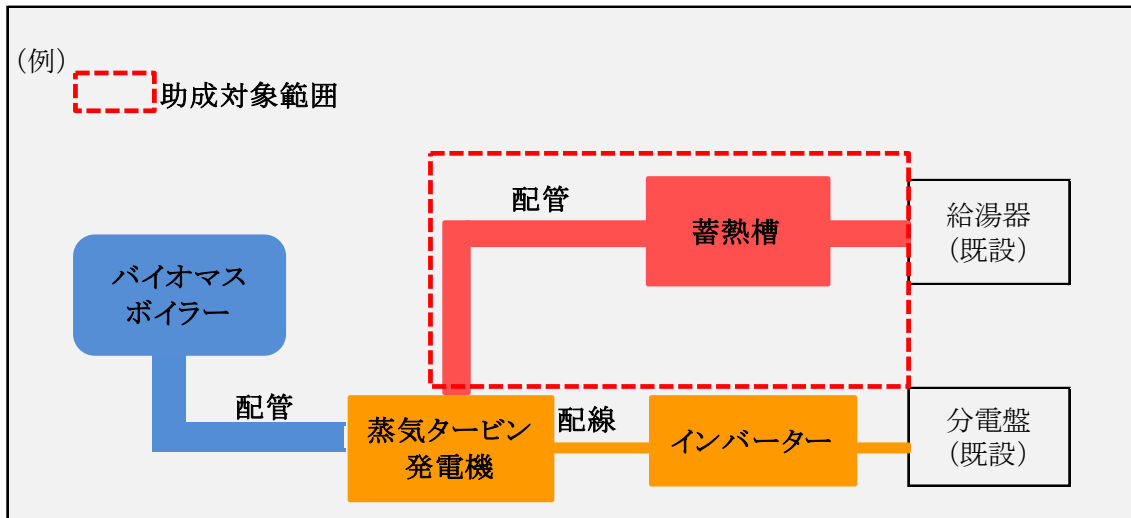 （例）
助成対象範囲
配管
蓄熱槽
給湯器
（既設）
バイオマス
ボイラー
配管
蒸気タービン
発電機
配線
インバーター
分電盤
（既設）